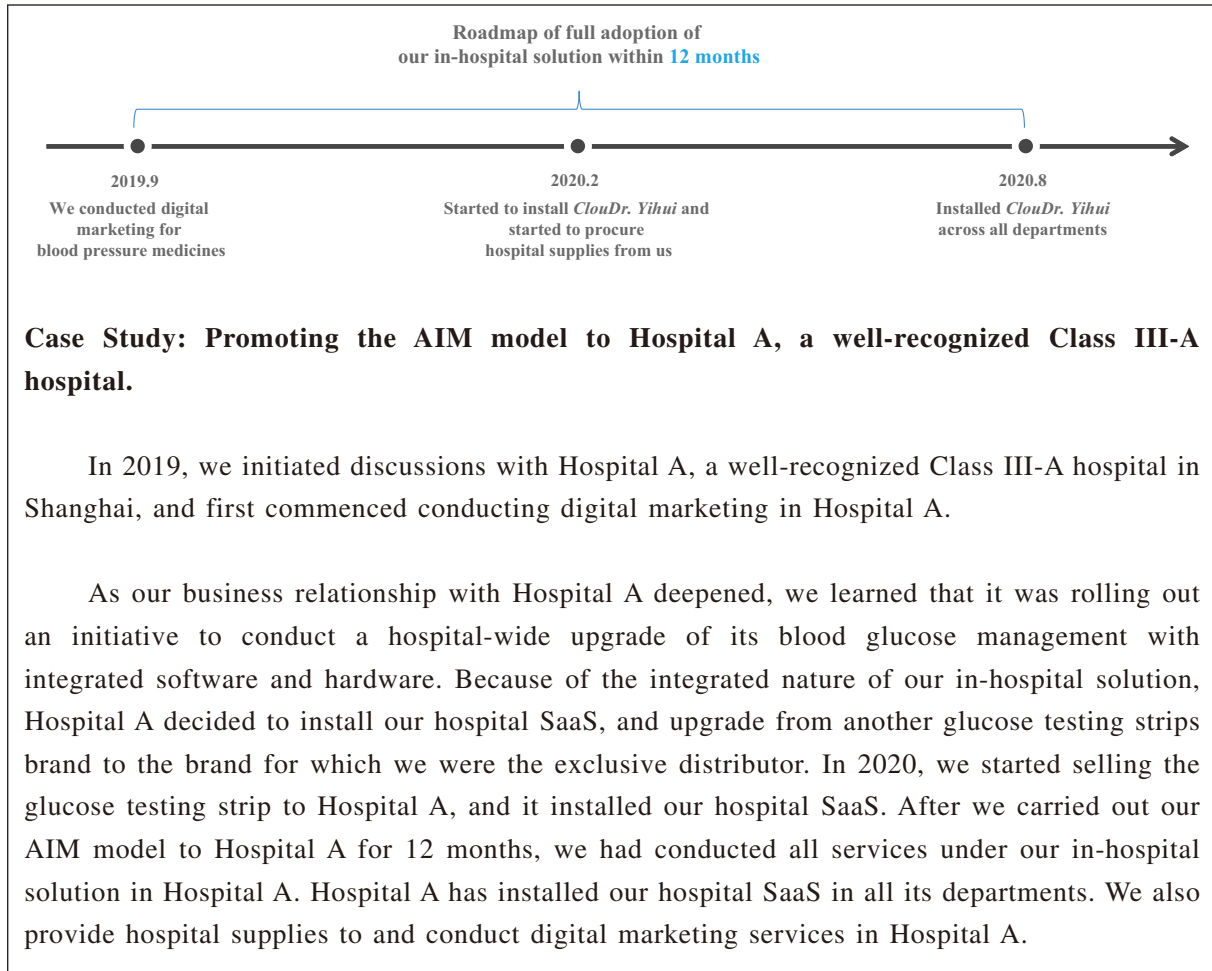 Roadmap of full adoption of
our in-hospital solution within 12 months
2019.9
We conducted digital
marketing for
blood pressure medicines
2020.2
Started to install ClouDr. Yihui and
started to procure
hospital supplies from us
2020.8
Installed ClouDr. Yihui
across all departments
Case Study: Promoting the AIM model to Hospital A, a well-recognized Class III-A
hospital.
In 2019, we initiated discussions with Hospital A, a well-recognized Class III-A hospital in
Shanghai, and first commenced conducting digital marketing in Hospital A.
As our business relationship with Hospital A deepened, we learned that it was rolling out
an initiative to conduct a hospital-wide upgrade of its blood glucose management with
integrated software and hardware. Because of the integrated nature of our in-hospital solution,
Hospital A decided to install our hospital SaaS, and upgrade from another glucose testing strips
brand to the brand for which we were the exclusive distributor. In 2020, we started selling the
glucose testing strip to Hospital A, and it installed our hospital SaaS. After we carried out our
AIM model to Hospital A for 12 months, we had conducted all services under our in-hospital
solution in Hospital A. Hospital A has installed our hospital SaaS in all its departments. We also
provide hospital supplies to and conduct digital marketing services in Hospital A.